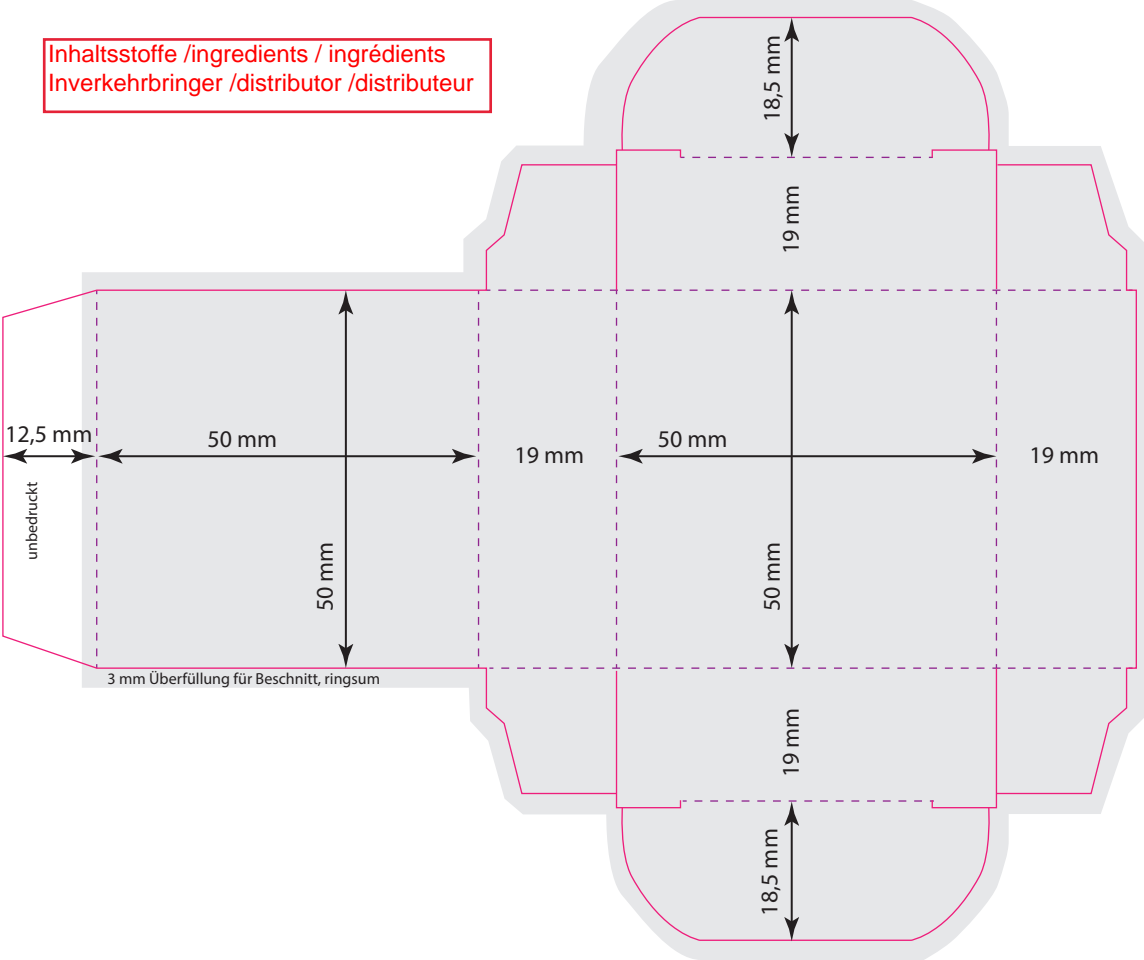 Inhaltsstoffe /ingredients / ingrédients
Inverkehrbringer /distributor /distributeur
18,5 mm
19 mm
12,5 mm
50 mm
19 mm
50 mm
19 mm
unbedruckt
50 mm
50 mm
3 mm Überfüllung für Beschnitt, ringsum
19 mm
18,5 mm